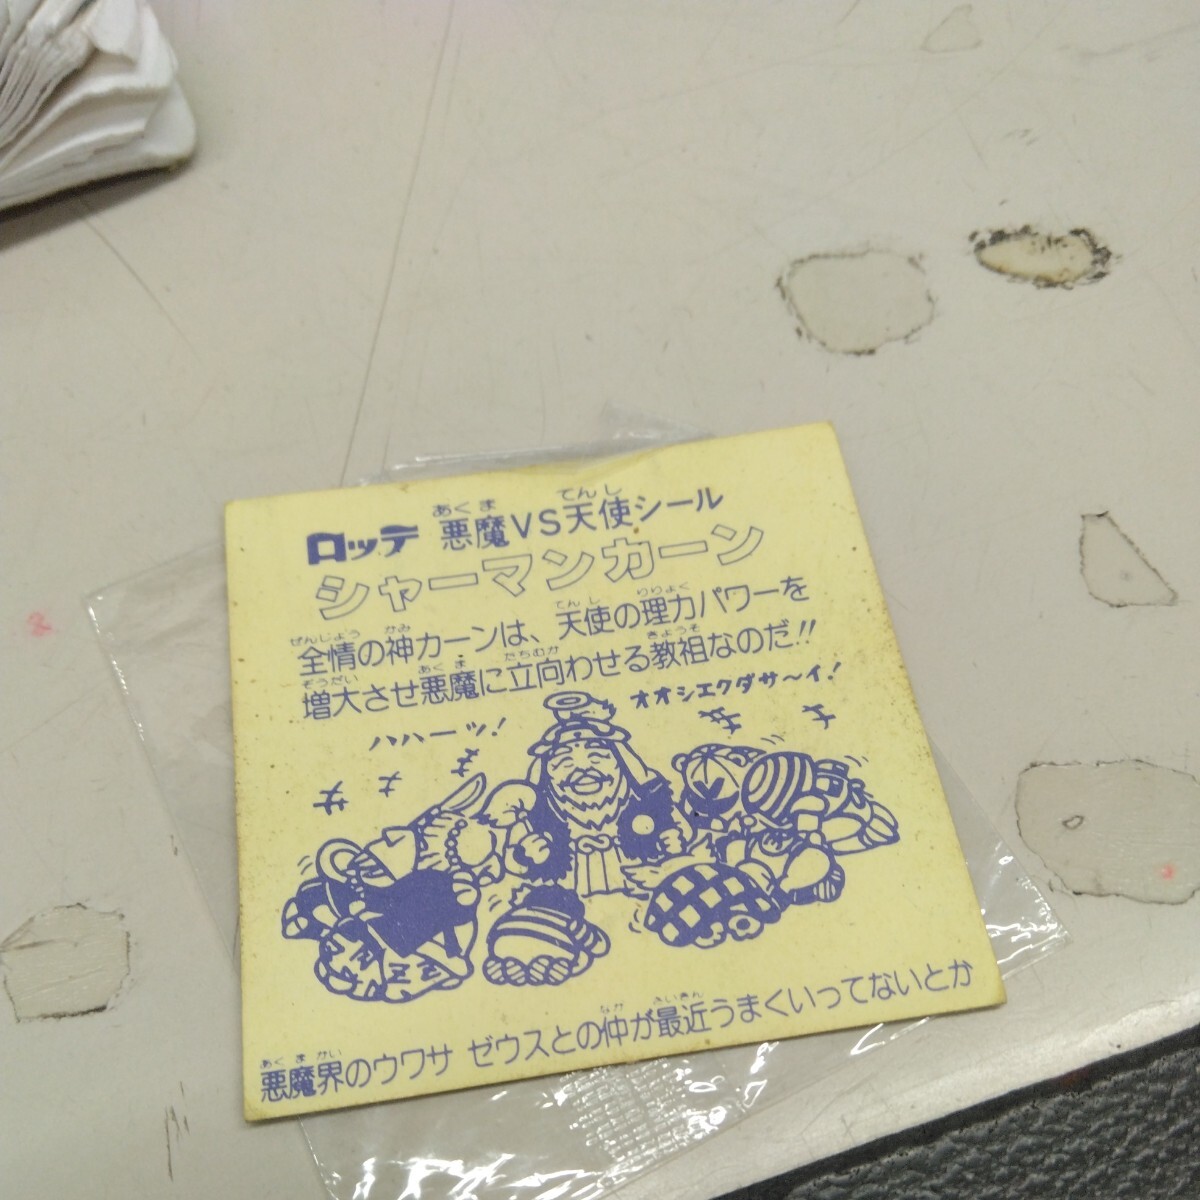 ロッテ 悪魔VS天使シール
シャーマンカーン
全情の神カーンは、天使の理力パワーを
増大させ悪魔に立向わせる教祖なのだ!!
オオシエクダサ〜イ!
ハハーッ!
悪魔界のウワサ ゼウスとの仲が最近うまくいってないとか